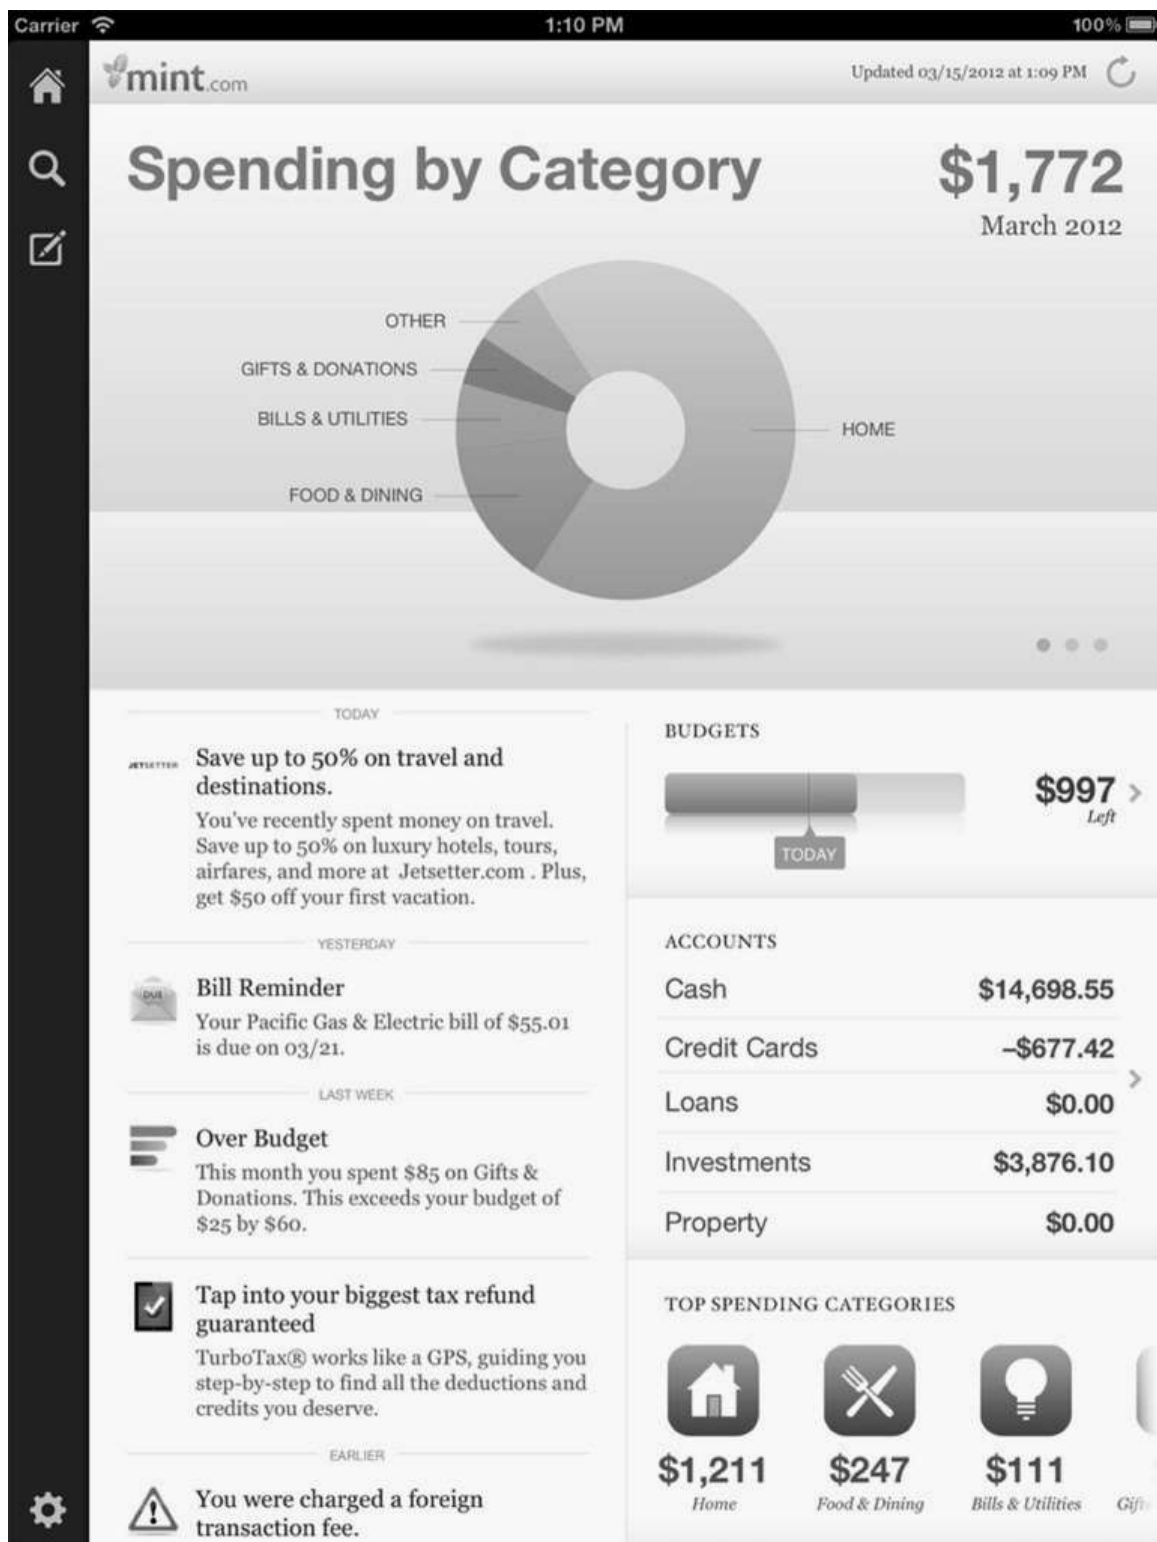 Carrier 1:10 PM 100%
mint.com Updated 03/15/2012 at 1:09 PM
Spending by Category $1,772
March 2012
OTHER
GIFTS & DONATIONS
BILLS & UTILITIES
HOME
FOOD & DINING
TODAY
JETSETTER
Save up to 50% on travel and
destinations.
You've recently spent money on travel.
Save up to 50% on luxury hotels, tours,
airfares, and more at Jetsetter.com . Plus,
get $50 off your first vacation.
YESTERDAY
DUE
Bill Reminder
Your Pacific Gas & Electric bill of $55.01
is due on 03/21.
LAST WEEK
Over Budget
This month you spent $85 on Gifts &
Donations. This exceeds your budget of
$25 by $60.
Tap into your biggest tax refund
guaranteed
TurboTax® works like a GPS, guiding you
step-by-step to find all the deductions and
credits you deserve.
EARLIER
You were charged a foreign
transaction fee.
BUDGETS
$997
Left
TODAY
ACCOUNTS
Cash $14,698.55
Credit Cards –$677.42
Loans $0.00
Investments $3,876.10
Property $0.00
TOP SPENDING CATEGORIES
$1,211 $247 $111
Home Food & Dining Bills & Utilities